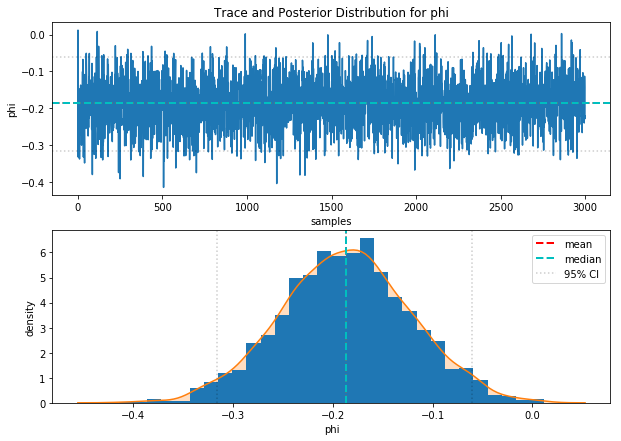 Trace and Posterior Distribution for phi
0.0
−0.1
−0.2
−0.3
−0.4
phi
0 500 1000 1500 2000 2500 3000
samples
mean
median
95% CI
6
5
4
3
2
1
0
density
−0.4 −0.3 −0.2 −0.1 0.0
phi